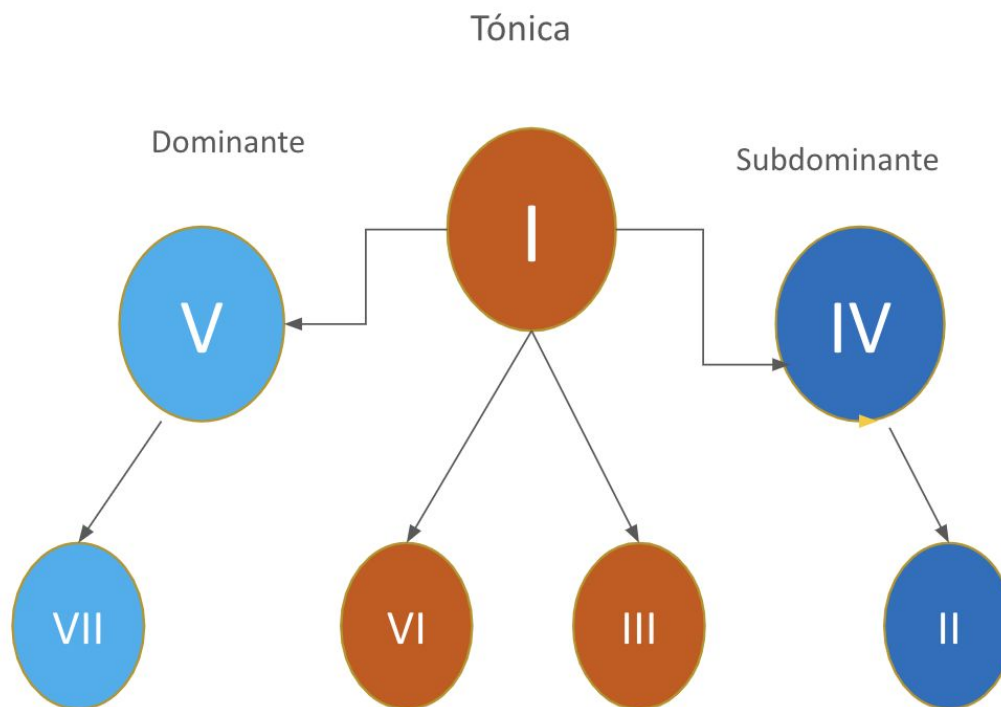 Tónica
Dominante
Subdominante
I
V
IV
VII
VI
III
II